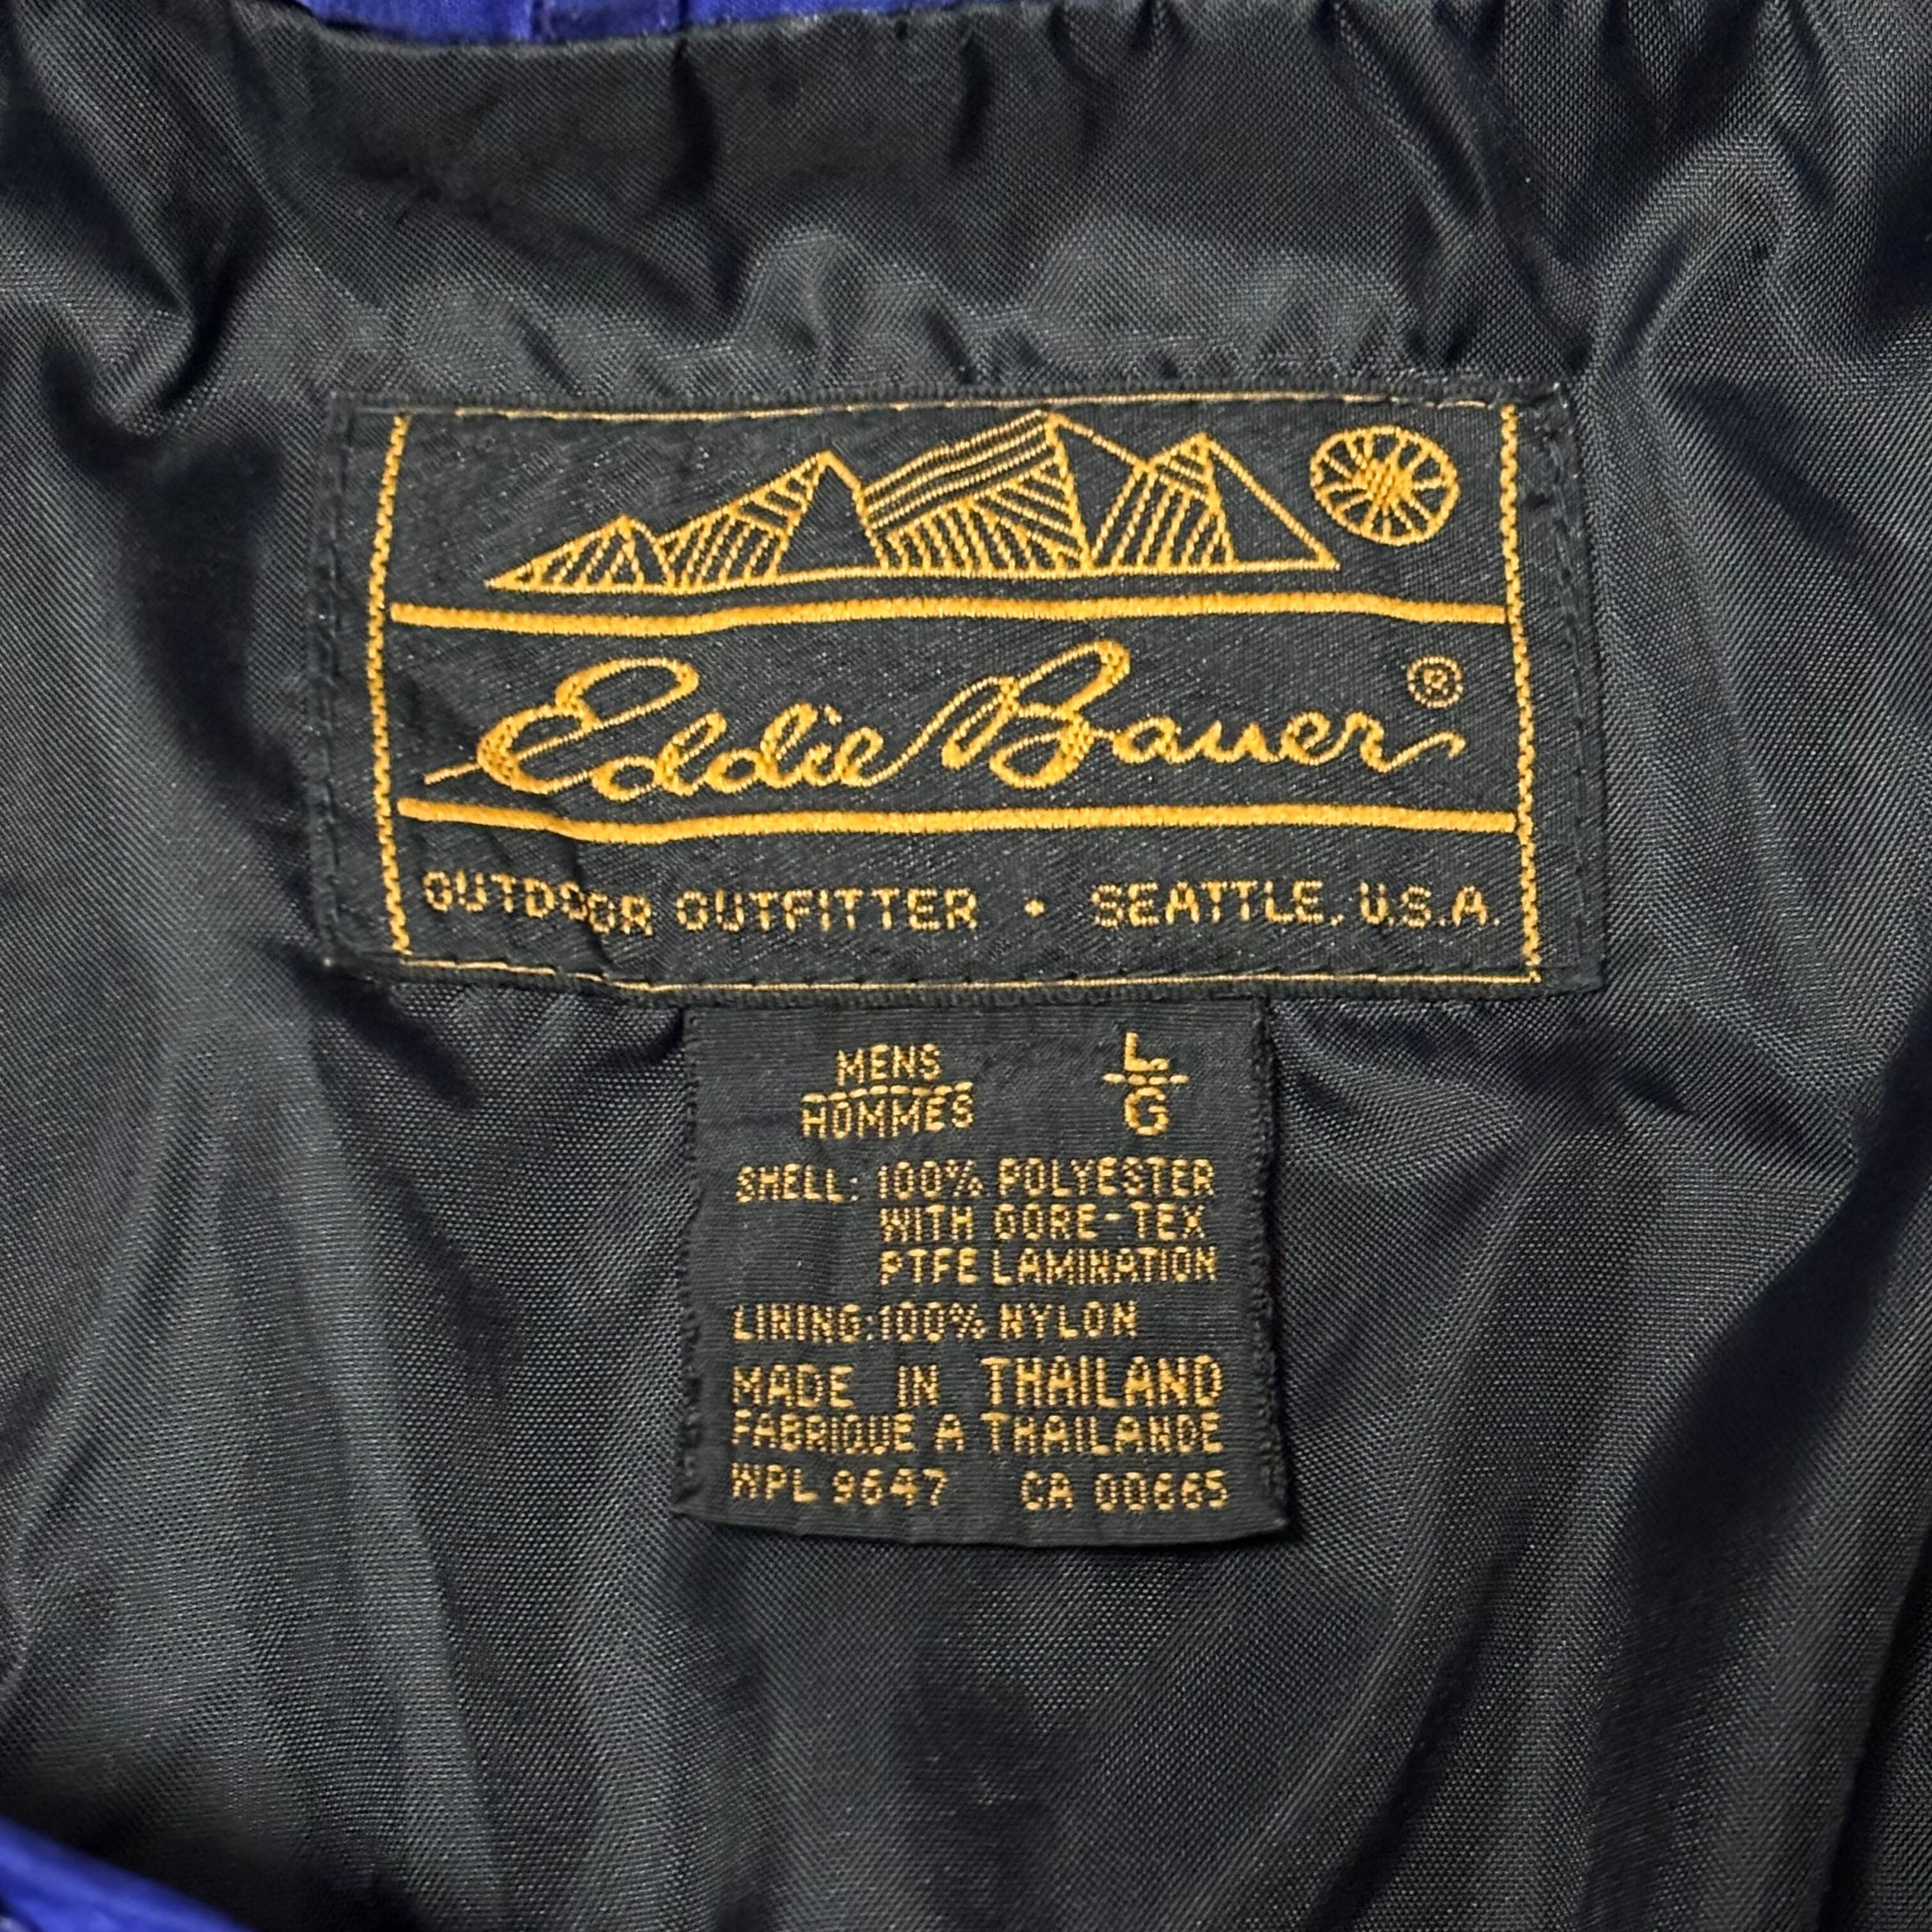 Eddie Bauer ®
OUTDOOR OUTFITTER • SEATTLE, U.S.A.
MENS L
HOMMES G
SHELL: 100% POLYESTER
WITH GORE-TEX
PTFE LAMINATION
LINING: 100% NYLON
MADE IN THAILAND
FABRIQUE A THAILANDE
WPL 9647 CA 00665